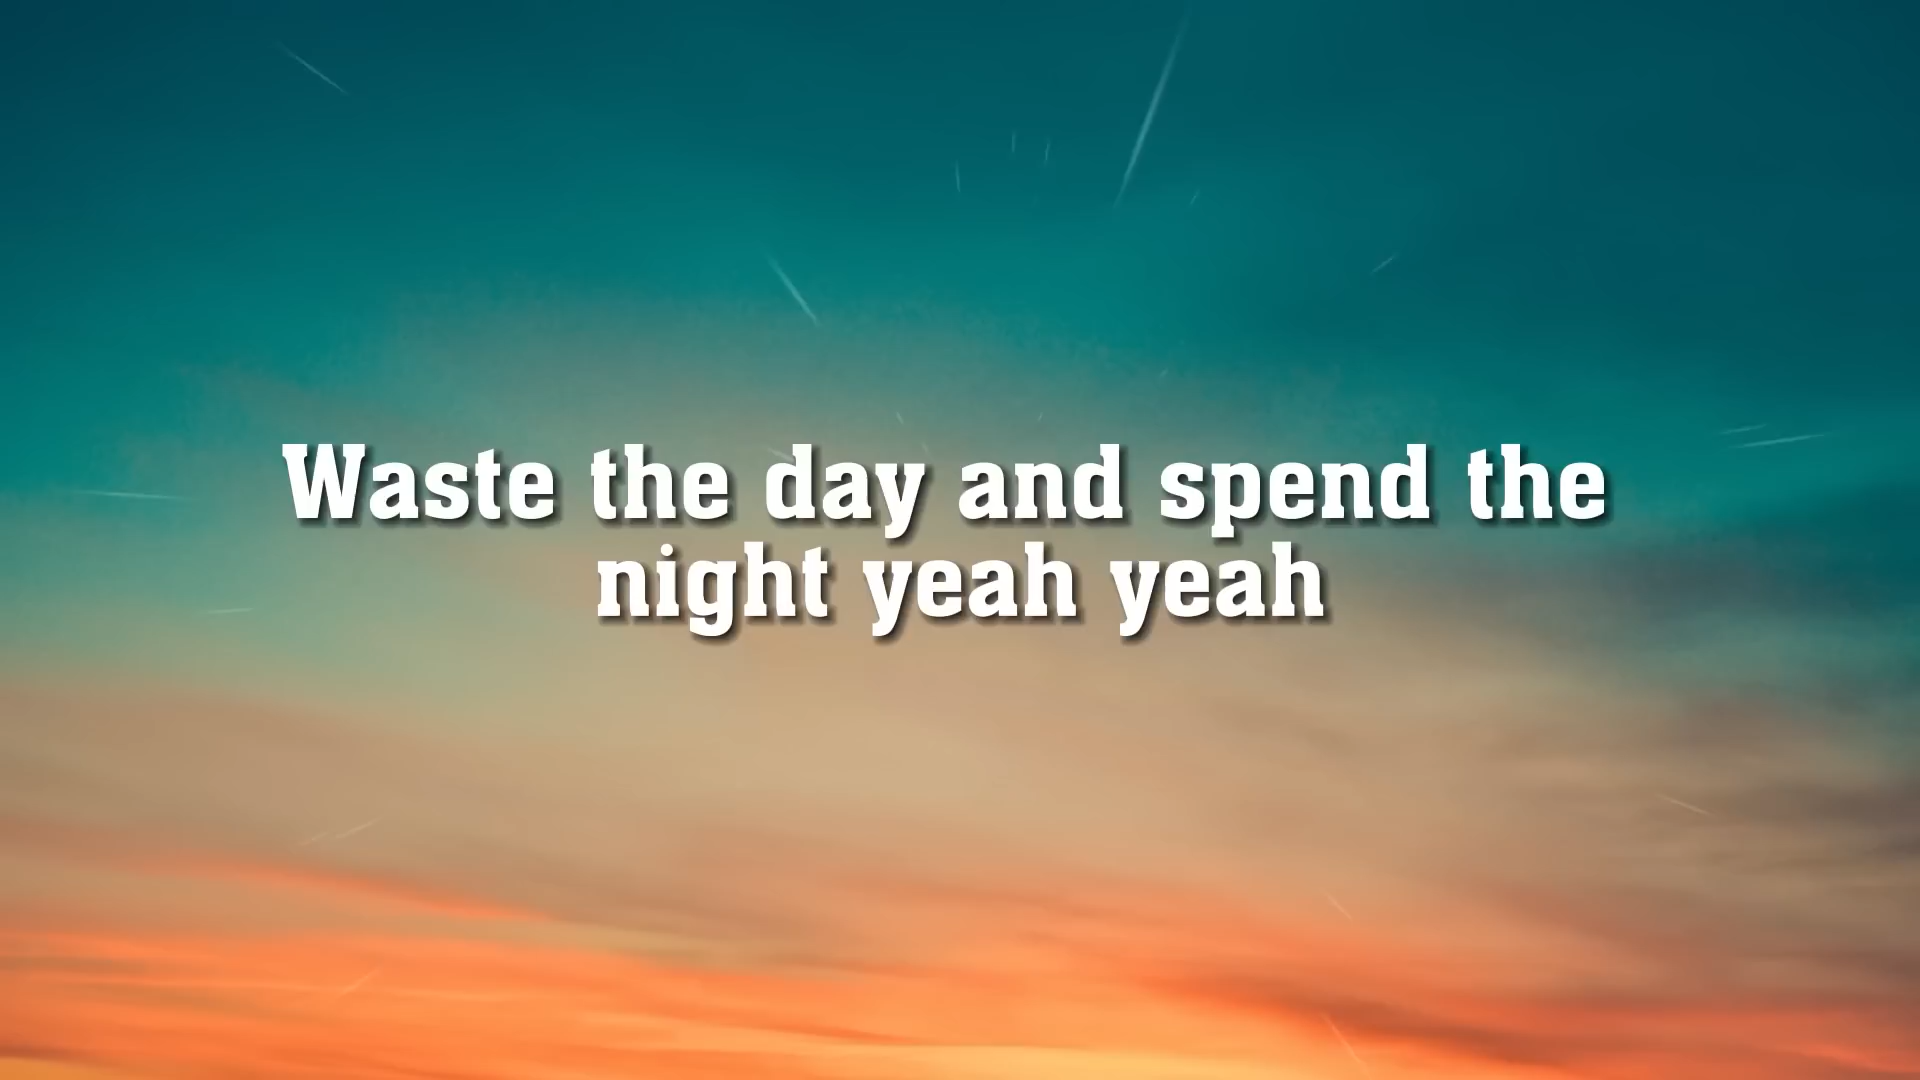 Waste the day and spend the
night yeah yeah